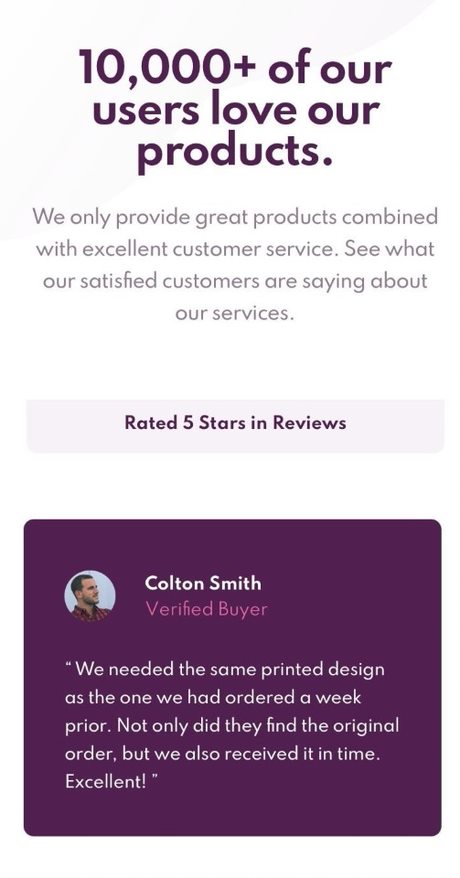 10,000+ of our
users love our
products.
We only provide great products combined
with excellent customer service. See what
our satisfied customers are saying about
our services.
Rated 5 Stars in Reviews
Colton Smith
Verified Buyer
“ We needed the same printed design
as the one we had ordered a week
prior. Not only did they find the original
order, but we also received it in time.
Excellent! ”